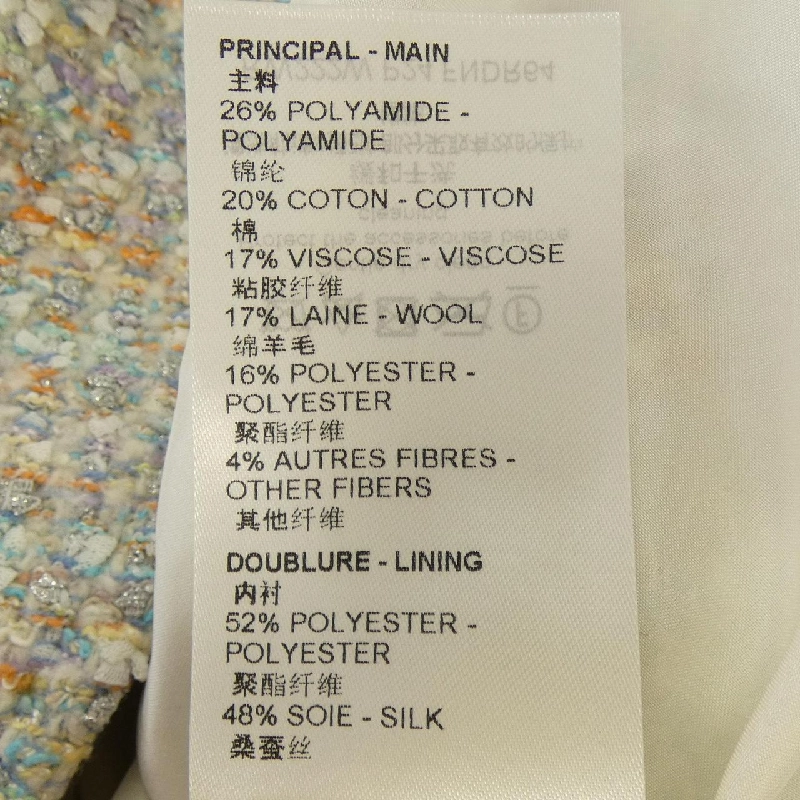 PRINCIPAL - MAIN
主料
26% POLYAMIDE -
POLYAMIDE
锦纶
20% COTON - COTTON
棉
17% VISCOSE - VISCOSE
粘胶纤维
17% LAINE - WOOL
绵羊毛
16% POLYESTER -
POLYESTER
聚酯纤维
4% AUTRES FIBRES -
OTHER FIBERS
其他纤维
DOUBLURE - LINING
内衬
52% POLYESTER -
POLYESTER
聚酯纤维
48% SOIE - SILK
桑蚕丝